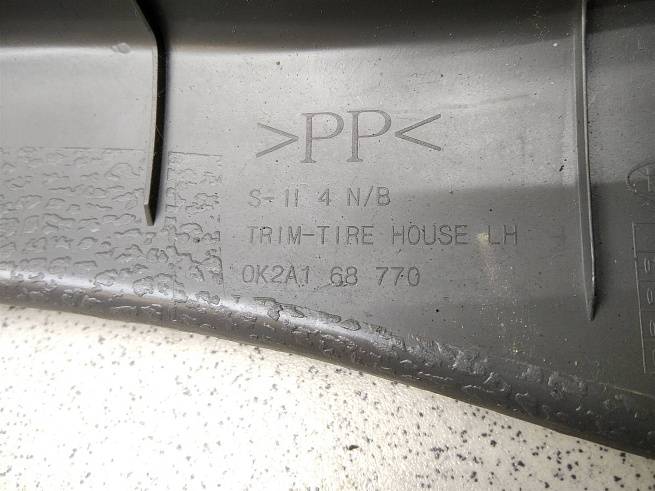 >PP<
S-II 4 N/B
TRIM-TIRE HOUSE LH
0K2A1 68 770